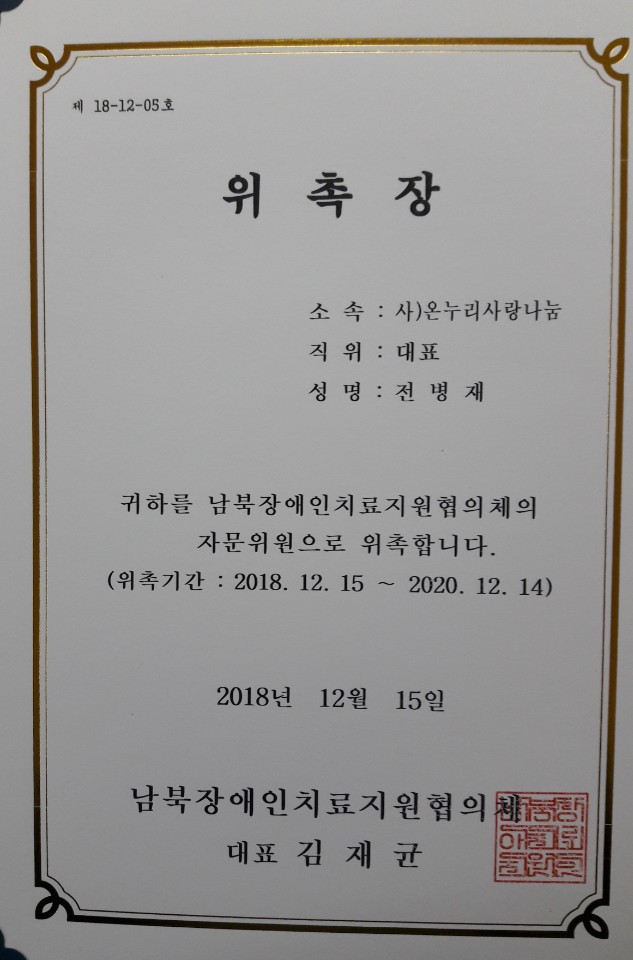 제 18-12-05호
위 촉 장
소 속 : 사)온누리사랑나눔
직 위 : 대표
성 명 : 전 병 재
귀하를 남북장애인치료지원협의체의
자문위원으로 위촉합니다.
(위촉기간 : 2018. 12. 15 ~ 2020. 12. 14)
2018년 12월 15일
남북장애인치료지원협의체
대표 김 재 균